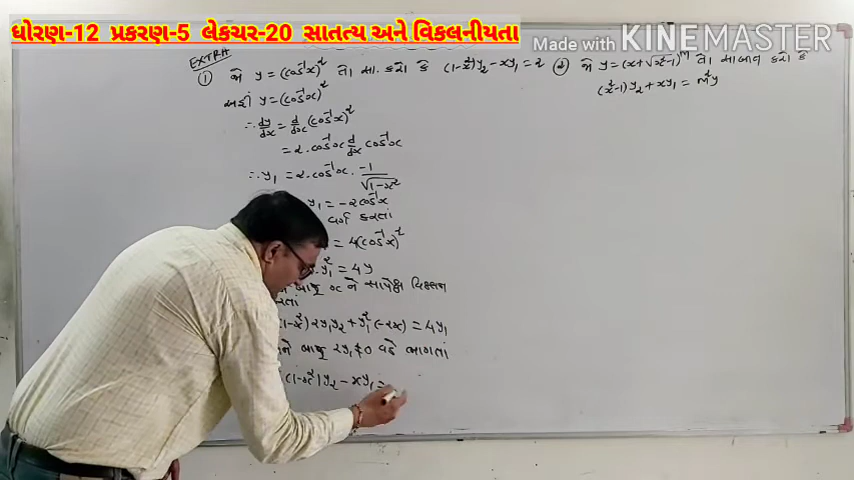 ધોરણ-12 પ્રકરણ-5 લેક્ચર-20 સાતત્ય અને વિકલનીયતા
Made with KINEMASTER
EXTRA
① જો y = (cos⁻¹x)² તો સા. કરો કે (1-x²)y₂ - xy₁ = 2
② જો y = (x+√x²-1)ᵐ તો સાબિત કરો કે
(x²-1)y₂ + xy₁ = m²y
અહીં y = (cos⁻¹x)²
∴ dy/dx = d/dx (cos⁻¹x)²
= 2·cos⁻¹x d/dx cos⁻¹x
∴ y₁ = 2·cos⁻¹x · -1/√1-x²
y₁ = -2cos⁻¹x
વર્ગ કરતાં
= 4(cos⁻¹x)²
y₁² = 4y
બાજુ x ને સાપેક્ષ વિકલન
તાં
(1-x²)2y₁y₂ + y₁²(-2x) = 4y₁
ને બાજુ 2y₁≠0 વડે ભાગતાં
(1-x²)y₂ - xy₁ =